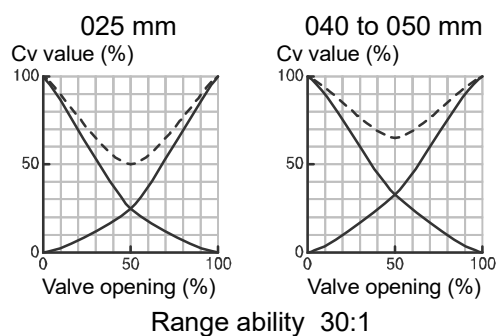 025 mm
Cv value (%)
100
50
0
0 50 100
Valve opening (%)
040 to 050 mm
Cv value (%)
100
50
0
0 50 100
Valve opening (%)
Range ability 30:1